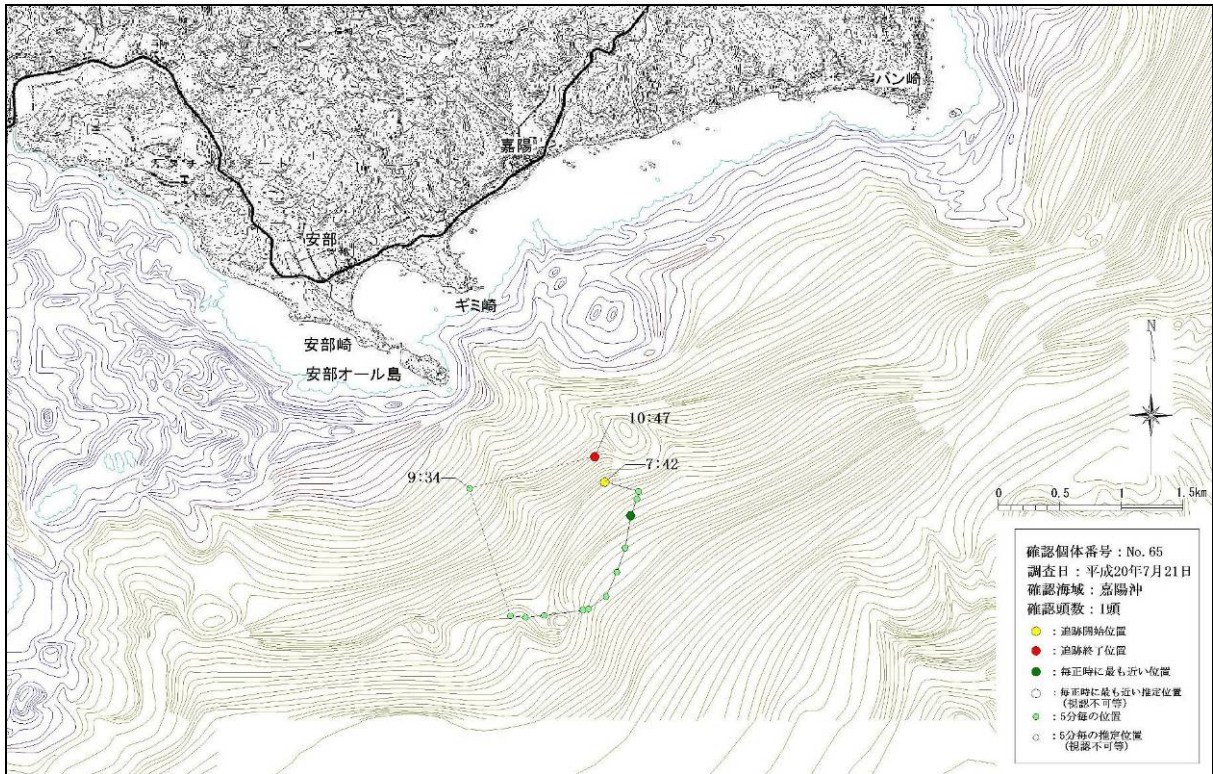 バン崎
嘉陽
安部
ギミ崎
安部崎
安部オール島
10:47
7:42
9:34
N
0 0.5 1 1.5km
確認個体番号：No.65
調査日：平成20年7月21日
確認海域：嘉陽沖
確認頭数：1頭
：追跡開始位置
：追跡終了位置
：毎正時に最も近い位置
：毎正時に最も近い推定位置
(視認不可等)
：5分毎の位置
：5分毎の推定位置
(視認不可等)